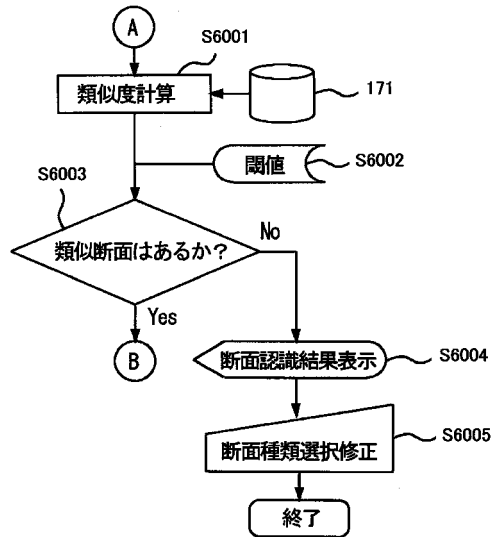 A
S6001
類似度計算
171
閾値
S6002
S6003
類似断面はあるか？
No
Yes
B
断面認識結果表示
S6004
断面種類選択修正
S6005
終了